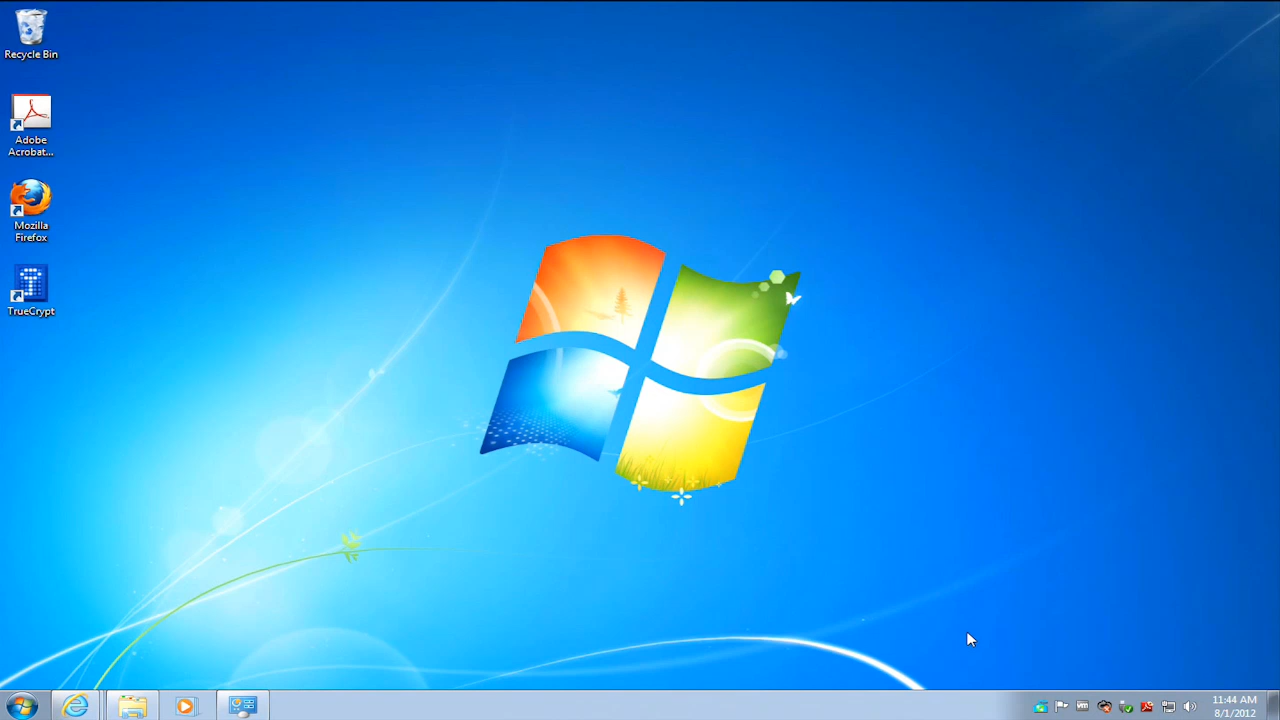 Recycle Bin
Adobe
Acrobat...
Mozilla
Firefox
TrueCrypt
11:44 AM
8/1/2012